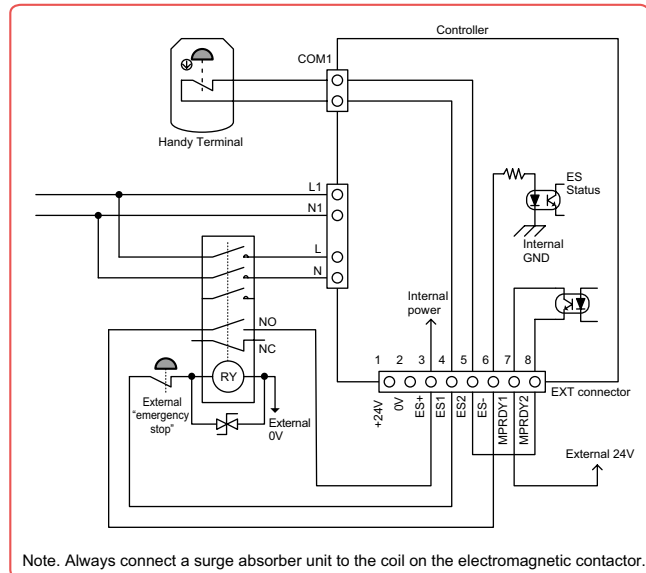 Controller
COM1
Handy Terminal
L1
N1
L
N
ES
Status
Internal
GND
Internal
power
NO
NC
RY
External
"emergency
stop"
External
0V
1 2 3 4 5 6 7 8
EXT connector
+24V
0V
ES+
ES1
ES2
ES-
MPRDY1
MPRDY2
External 24V
Note. Always connect a surge absorber unit to the coil on the electromagnetic contactor.